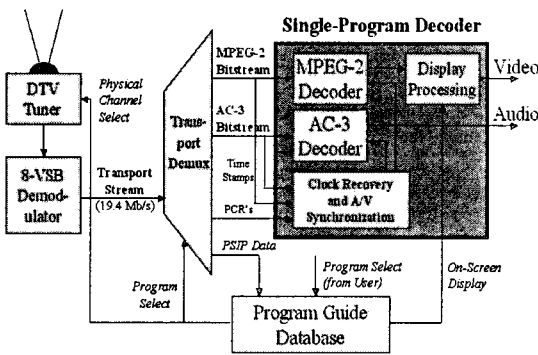 Single-Program Decoder
MPEG-2
Bitstream
MPEG-2
Decoder
Display
Processing
Video
Audio
DTV
Tuner
Physical
Channel
Select
AC-3
Bitstream
AC-3
Decoder
Trans-
port
Demux
8-VSB
Demod-
ulator
Transport
Stream
(19.4 Mb/s)
Time
Stamps
Clock Recovery
and A/V
Synchronization
PCR's
PSIP Data
Program
Select
Program Select
(from User)
On-Screen
Display
Program Guide
Database